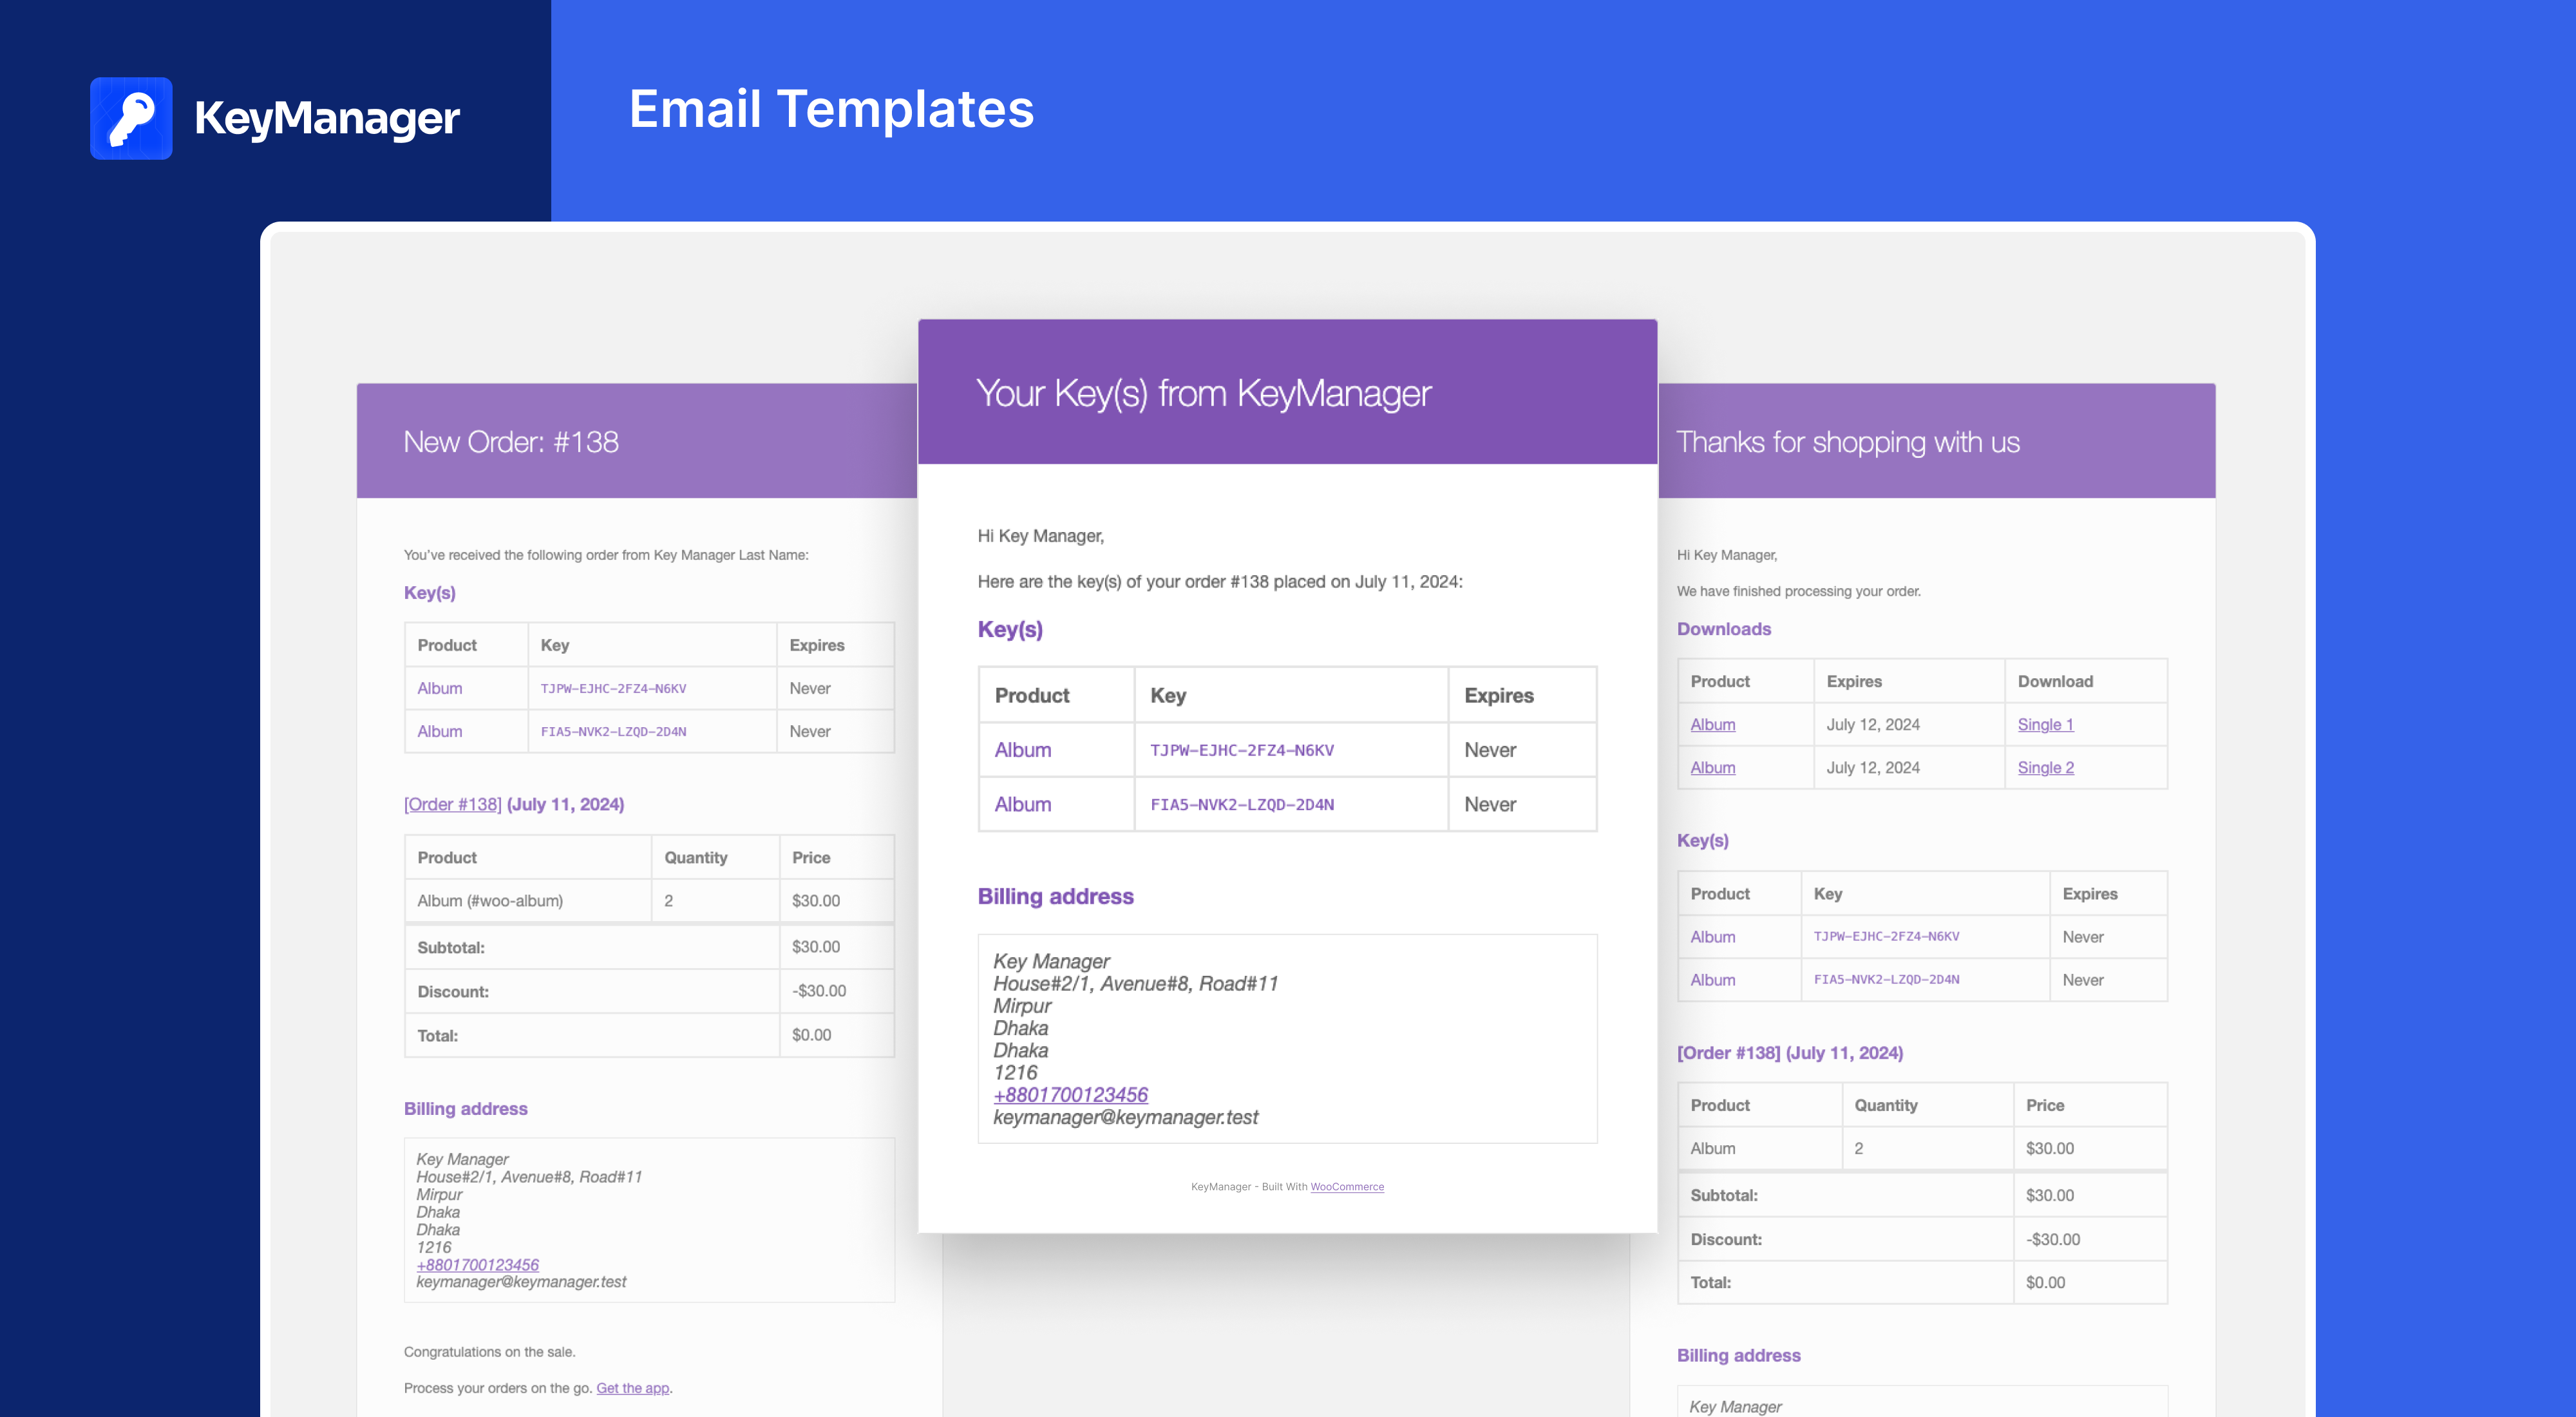 KeyManager
Email Templates
New Order: #138
You've received the following order from Key Manager Last Name:
Key(s)
Product Key Expires
Album TJPW-EJHC-2FZ4-N6KV Never
Album FIA5-NVK2-LZQD-2D4N Never
[Order #138] (July 11, 2024)
Product Quantity Price
Album (#woo-album) 2 $30.00
Subtotal: $30.00
Discount: -$30.00
Total: $0.00
Billing address
Key Manager
House#2/1, Avenue#8, Road#11
Mirpur
Dhaka
Dhaka
1216
+8801700123456
keymanager@keymanager.test
Congratulations on the sale.
Process your orders on the go. Get the app.
Your Key(s) from KeyManager
Hi Key Manager,
Here are the key(s) of your order #138 placed on July 11, 2024:
Key(s)
Product Key Expires
Album TJPW-EJHC-2FZ4-N6KV Never
Album FIA5-NVK2-LZQD-2D4N Never
Billing address
Key Manager
House#2/1, Avenue#8, Road#11
Mirpur
Dhaka
Dhaka
1216
+8801700123456
keymanager@keymanager.test
KeyManager - Built With WooCommerce
Thanks for shopping with us
Hi Key Manager,
We have finished processing your order.
Downloads
Product Expires Download
Album July 12, 2024 Single 1
Album July 12, 2024 Single 2
Key(s)
Product Key Expires
Album TJPW-EJHC-2FZ4-N6KV Never
Album FIA5-NVK2-LZQD-2D4N Never
[Order #138] (July 11, 2024)
Product Quantity Price
Album 2 $30.00
Subtotal: $30.00
Discount: -$30.00
Total: $0.00
Billing address
Key Manager